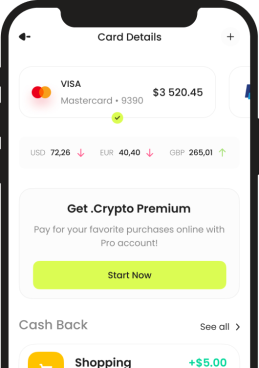 Card Details
VISA
Mastercard • 9390
$3 520.45
USD 72,26 ↓ EUR 40,40 ↓ GBP 265,01 ↑
Get .Crypto Premium
Pay for your favorite purchases online with
Pro account!
Start Now
Cash Back
See all
Shopping
+$5.00